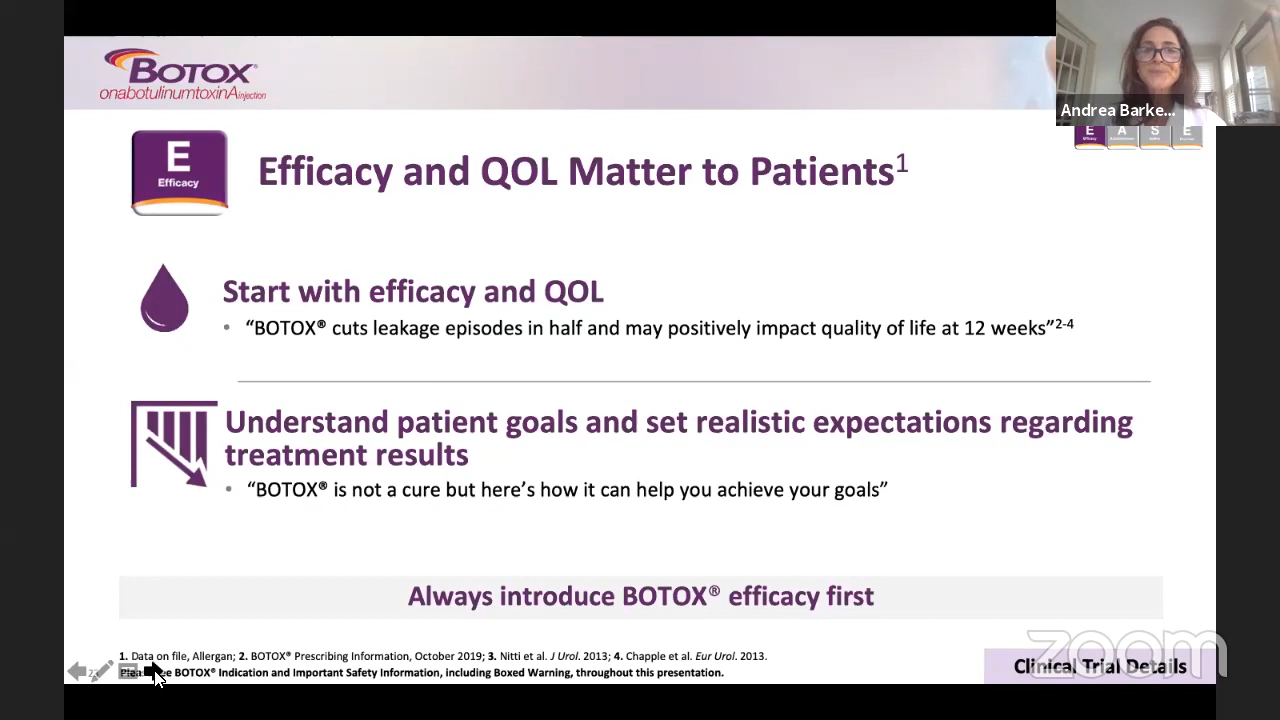 BOTOX®
onabotulinumtoxinA injection
Andrea Barke...
E A S E
Efficacy
E
Efficacy
Efficacy and QOL Matter to Patients1
Start with efficacy and QOL
• “BOTOX® cuts leakage episodes in half and may positively impact quality of life at 12 weeks”2-4
Understand patient goals and set realistic expectations regarding
treatment results
• “BOTOX® is not a cure but here’s how it can help you achieve your goals”
Always introduce BOTOX® efficacy first
1. Data on file, Allergan; 2. BOTOX® Prescribing Information, October 2019; 3. Nitti et al. J Urol. 2013; 4. Chapple et al. Eur Urol. 2013.
BOTOX® Indication and Important Safety Information, including Boxed Warning, throughout this presentation.
Clinical Trial Details
zoom